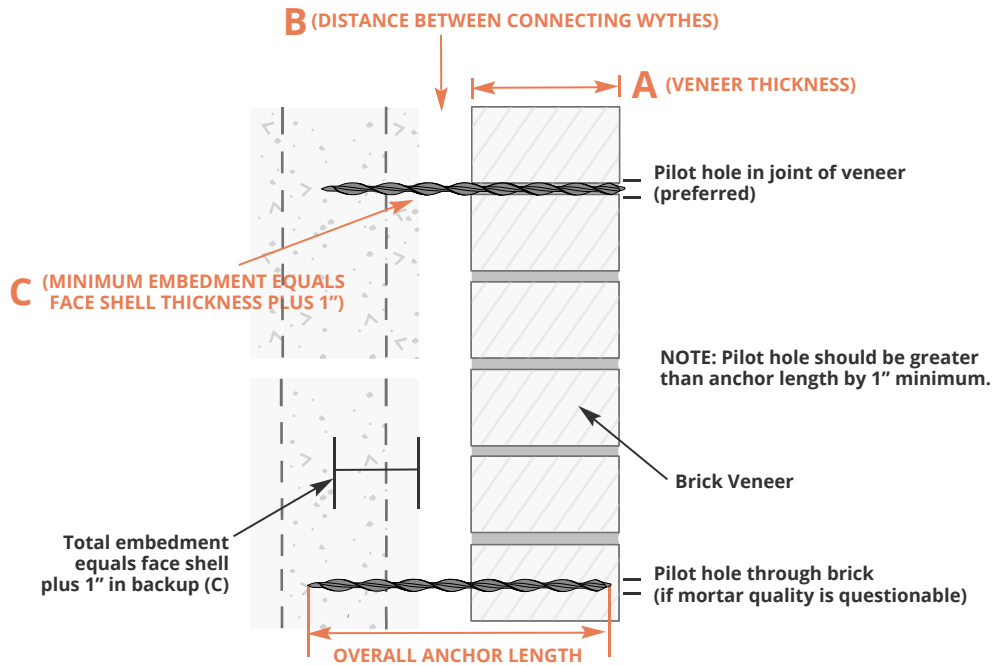 B (DISTANCE BETWEEN CONNECTING WYTHES)
A (VENEER THICKNESS)
Pilot hole in joint of veneer
(preferred)
C (MINIMUM EMBEDMENT EQUALS
FACE SHELL THICKNESS PLUS 1”)
NOTE: Pilot hole should be greater
than anchor length by 1” minimum.
Brick Veneer
Total embedment
equals face shell
plus 1” in backup (C)
Pilot hole through brick
(if mortar quality is questionable)
OVERALL ANCHOR LENGTH